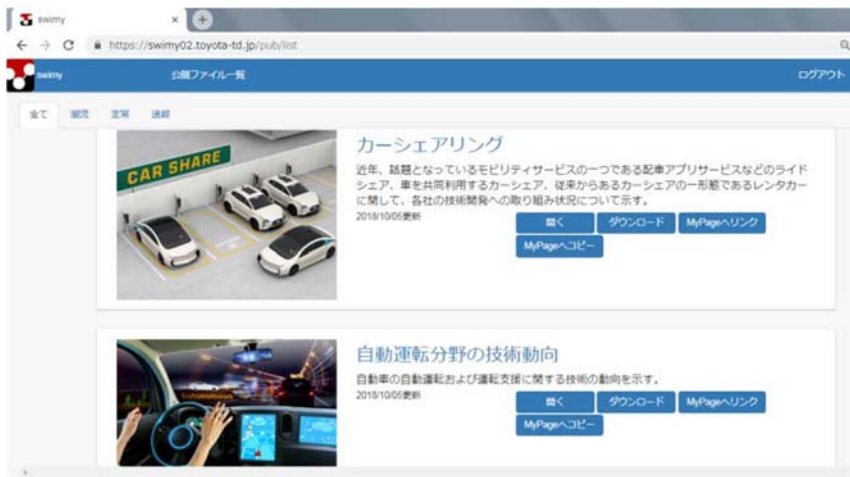 swimy
https://swimy02.toyota-td.jp/pub/list
swimy
公開ファイル一覧
ログアウト
全て
潮流
定常
速報
CAR SHARE
カーシェアリング
近年、話題となっているモビリティサービスの一つである配車アプリサービスなどのライド
シェア、車を共同利用するカーシェア、従来からあるカーシェアの一形態であるレンタカー
に関して、各社の技術開発への取り組み状況について示す。
2018/10/05更新
開く
ダウンロード
MyPageへリンク
MyPageへコピー
自動運転分野の技術動向
自動車の自動運転および運転支援に関する技術の動向を示す。
2018/10/05更新
autonomous
開く
ダウンロード
MyPageへリンク
MyPageへコピー